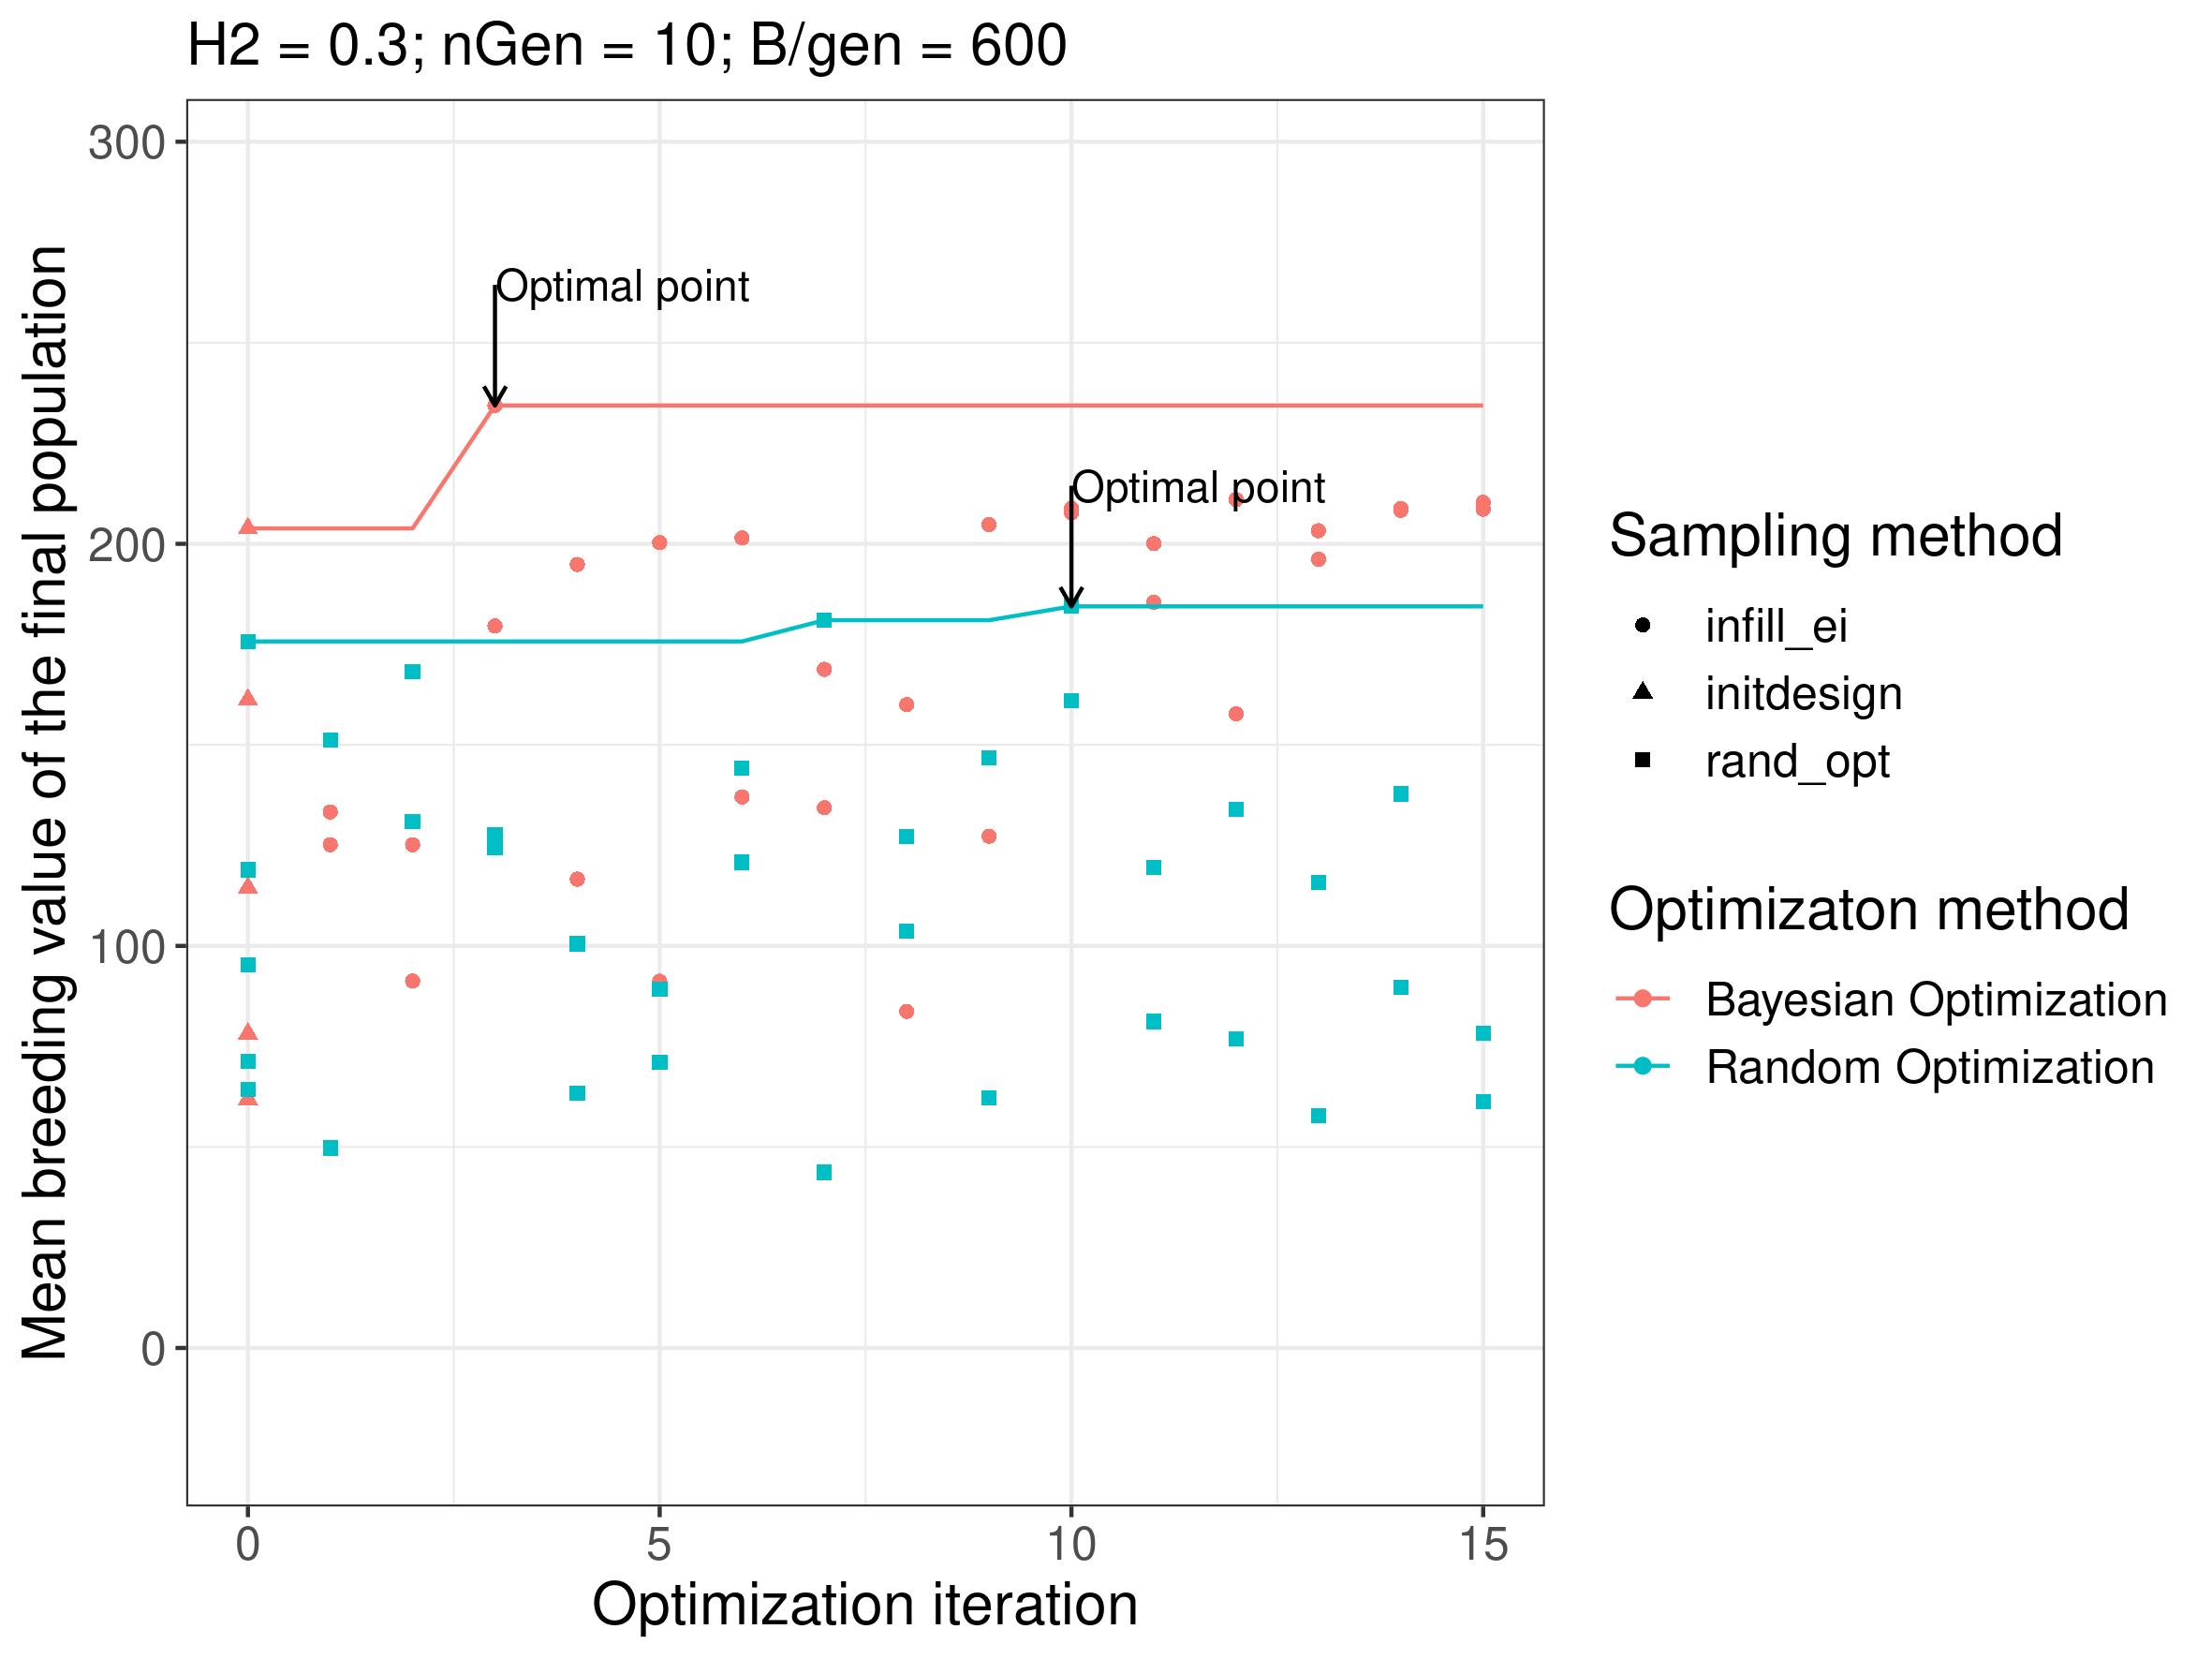 H2 = 0.3; nGen = 10; B/gen = 600
Mean breeding value of the final population
300
200
100
0
Optimal point
Optimal point
0 5 10 15
Optimization iteration
Sampling method
infill_ei
initdesign
rand_opt
Optimizaton method
Bayesian Optimization
Random Optimization